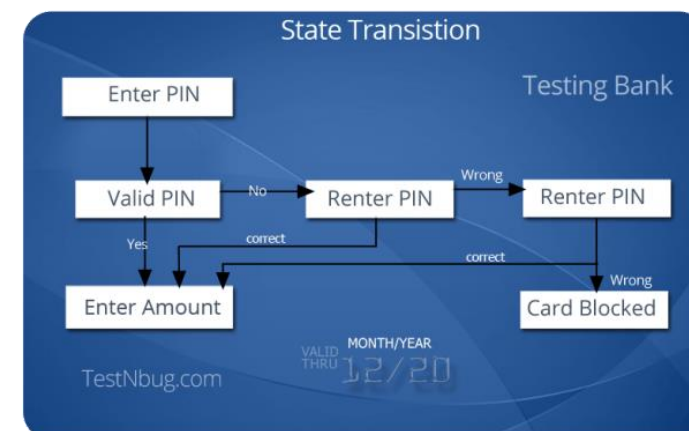 State Transistion
Testing Bank
Enter PIN
Valid PIN
No
Renter PIN
Wrong
Renter PIN
Yes
correct
correct
Wrong
Enter Amount
Card Blocked
VALID
THRU
MONTH/YEAR
12/20
TestNbug.com